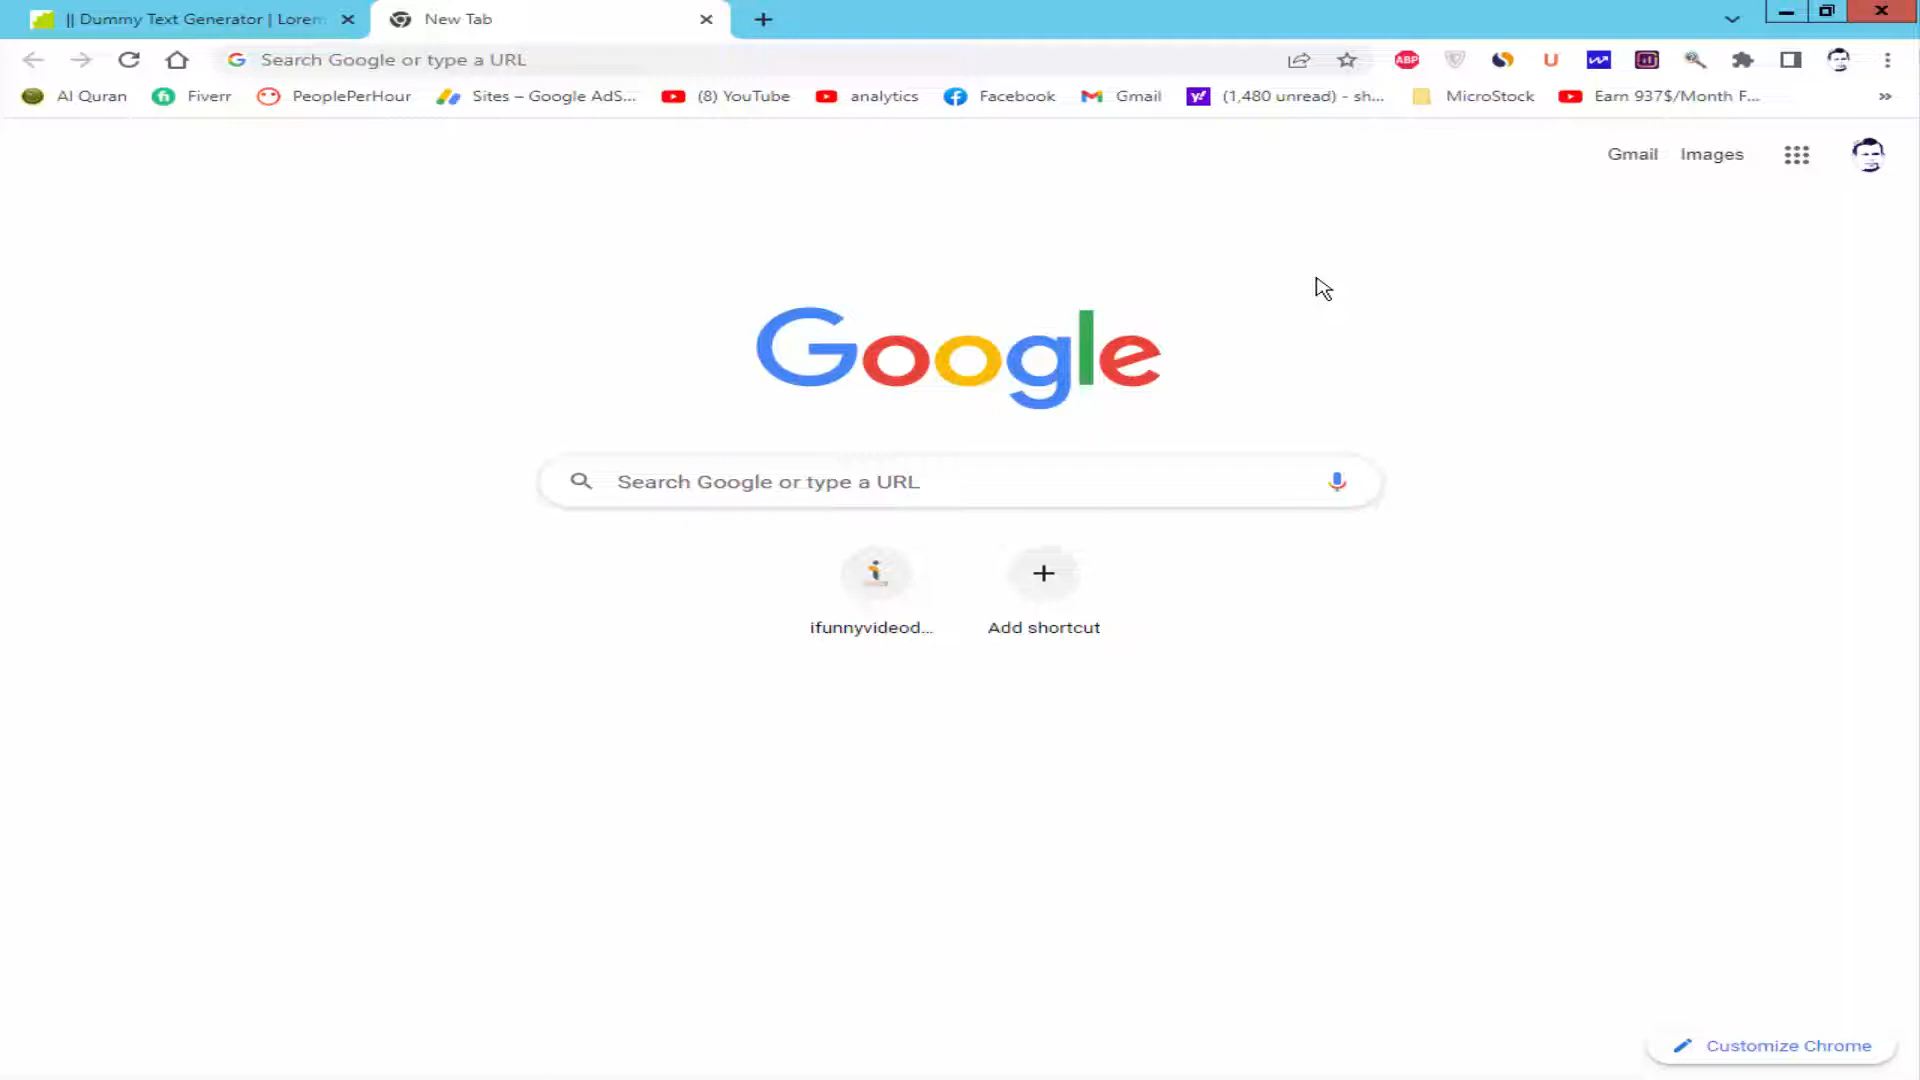 || Dummy Text Generator | Lorem
New Tab
Search Google or type a URL
ABP
U
Al Quran
Fiverr
PeoplePerHour
Sites – Google AdS...
(8) YouTube
analytics
Facebook
Gmail
(1,480 unread) - sh...
MicroStock
Earn 937$/Month F...
Gmail
Images
Google
Search Google or type a URL
ifunnyvideod...
Add shortcut
Customize Chrome